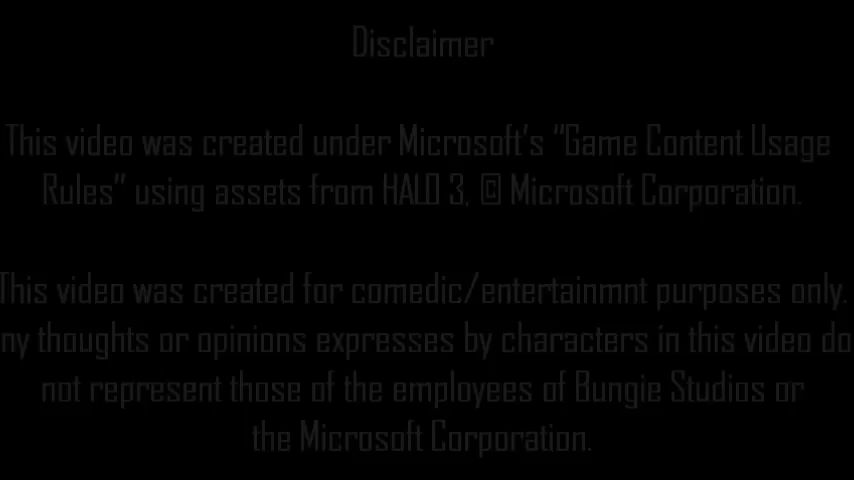 Disclaimer
This video was created under Microsoft's "Game Content Usage
Rules" using assets from HALO 3, © Microsoft Corporation.
This video was created for comedic/entertainmnt purposes only.
ny thoughts or opinions expresses by characters in this video do
not represent those of the employees of Bungie Studios or
the Microsoft Corporation.